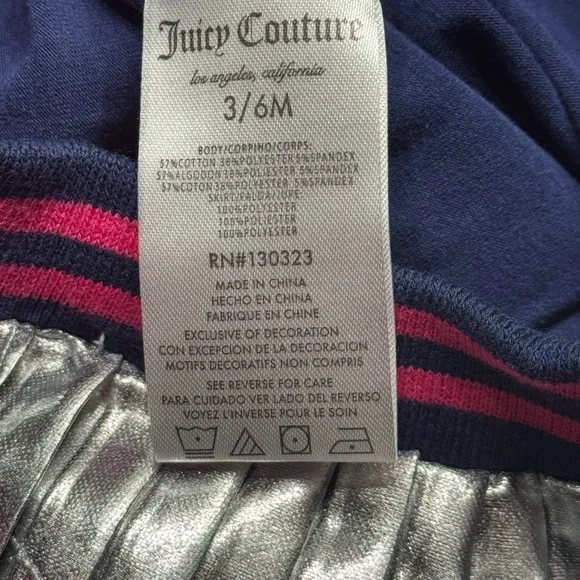 Juicy Couture
los angeles, california
3/6M
BODY/CORPINO/CORPS:
57%COTTON 38%POLYESTER 5%SPANDEX
57%ALGODON 38%POLIESTER 5%SPANDEX
57%COTON 38%POLYESTER 5%SPANDEX
SKIRT/FALDA/JUPE:
100%POLYESTER
100%POLIESTER
100%POLYESTER
RN#130323
MADE IN CHINA
HECHO EN CHINA
FABRIQUE EN CHINE
EXCLUSIVE OF DECORATION
CON EXCEPCION DE LA DECORACION
MOTIFS DECORATIFS NON COMPRIS
SEE REVERSE FOR CARE
PARA CUIDADO VER LADO DEL REVERSO
VOYEZ L'INVERSE POUR LE SOIN